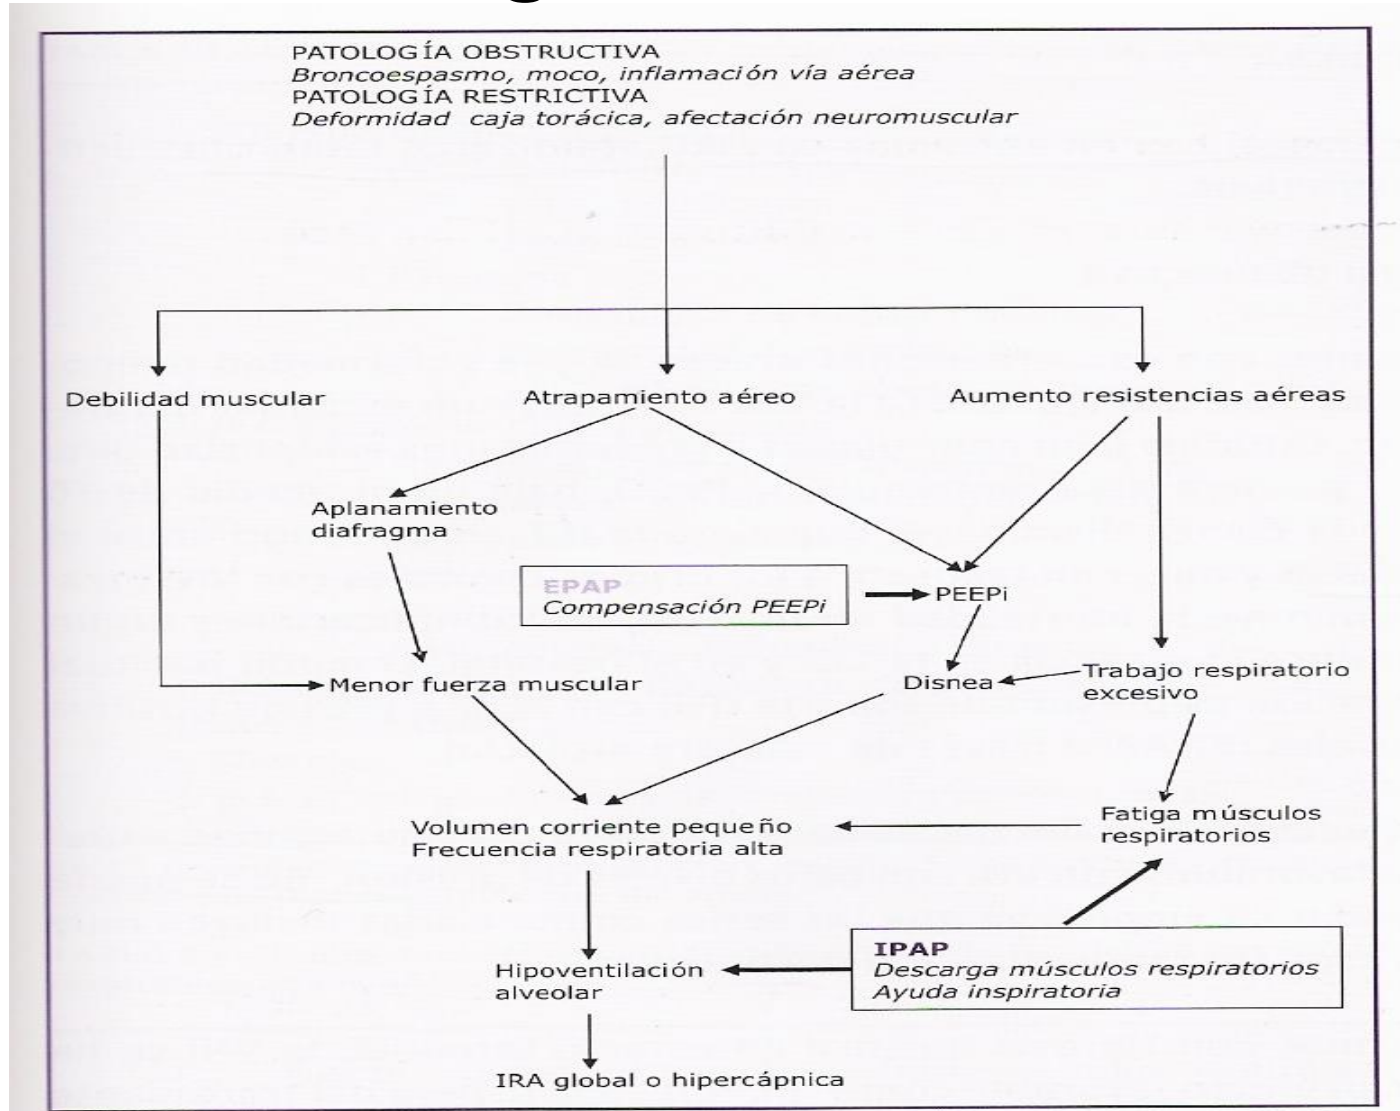 PATOLOGÍA OBSTRUCTIVA
Broncoespasmo, moco, inflamación vía aérea
PATOLOGÍA RESTRICTIVA
Deformidad caja torácica, afectación neuromuscular
Debilidad muscular
Atrapamiento aéreo
Aumento resistencias aéreas
Aplanamiento
diafragma
EPAP
Compensación PEEPi
PEEPi
Menor fuerza muscular
Disnea
Trabajo respiratorio
excesivo
Volumen corriente pequeño
Frecuencia respiratoria alta
Fatiga músculos
respiratorios
Hipoventilación
alveolar
IPAP
Descarga músculos respiratorios
Ayuda inspiratoria
IRA global o hipercápnica